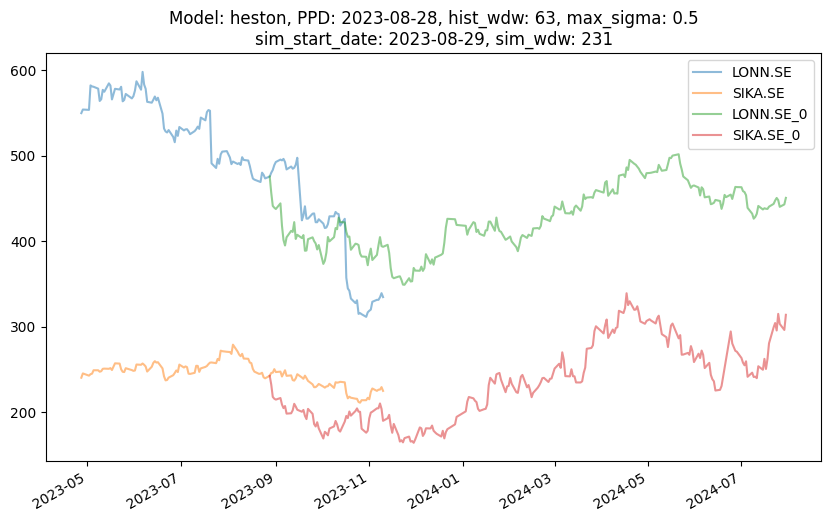 Model: heston, PPD: 2023-08-28, hist_wdw: 63, max_sigma: 0.5
sim_start_date: 2023-08-29, sim_wdw: 231
LONN.SE
SIKA.SE
LONN.SE_0
SIKA.SE_0
600
500
400
300
200
2023-05
2023-07
2023-09
2023-11
2024-01
2024-03
2024-05
2024-07